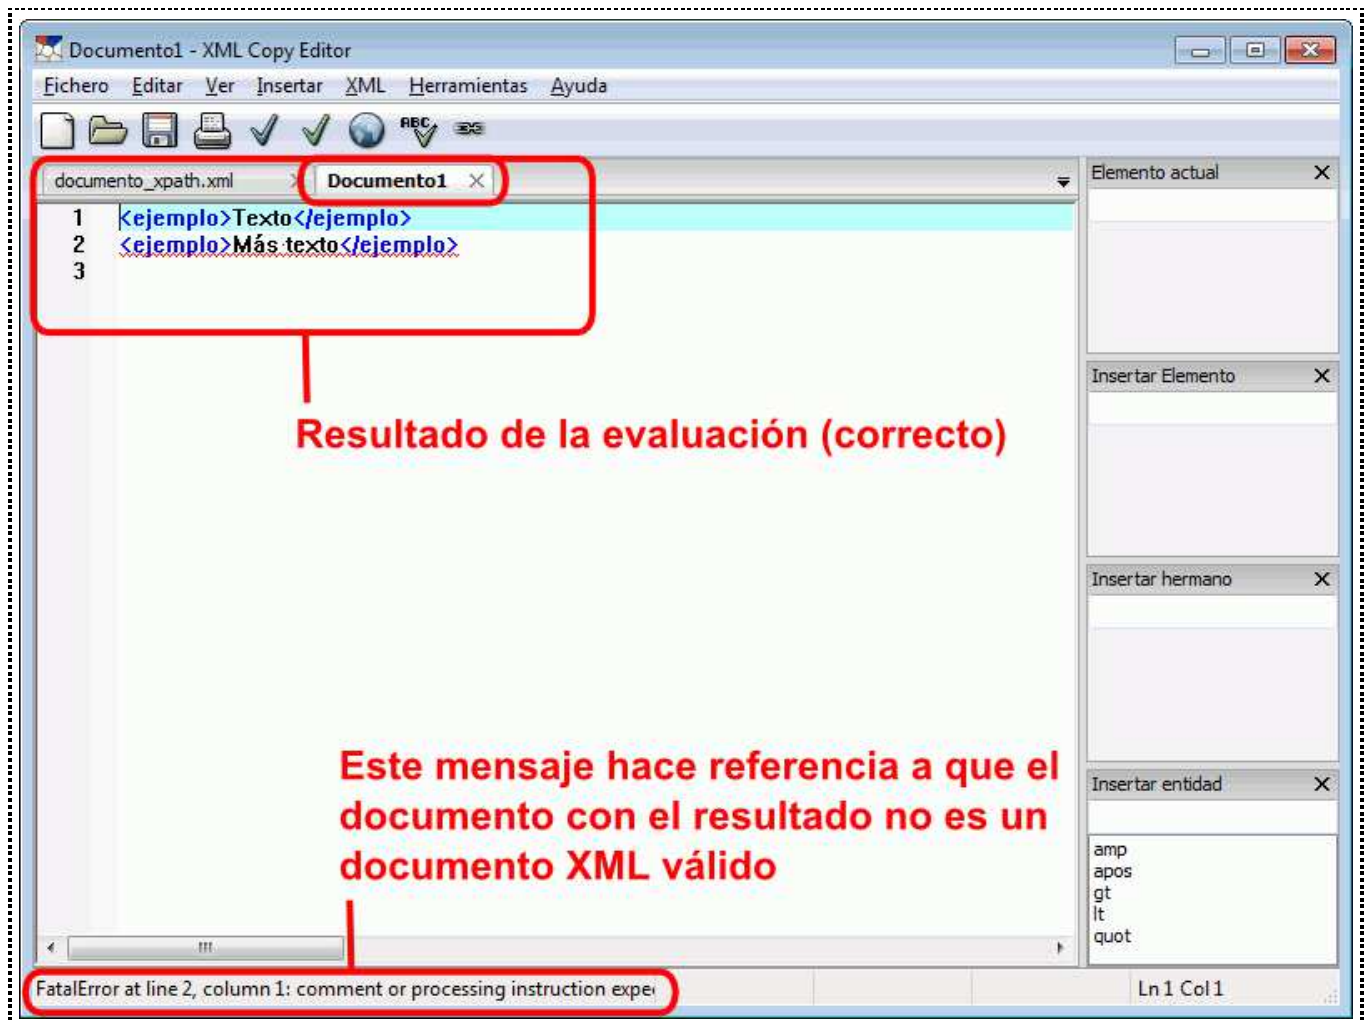 Documento1 - XML Copy Editor
Fichero Editar Ver Insertar XML Herramientas Ayuda
ABC
documento_xpath.xml Documento1
Elemento actual
1 <ejemplo>Texto</ejemplo>
2 <ejemplo>Más·texto</ejemplo>
3
Insertar Elemento
Resultado de la evaluación (correcto)
Insertar hermano
Este mensaje hace referencia a que el
documento con el resultado no es un
documento XML válido
Insertar entidad
amp
apos
gt
lt
quot
FatalError at line 2, column 1: comment or processing instruction expe
Ln 1 Col 1